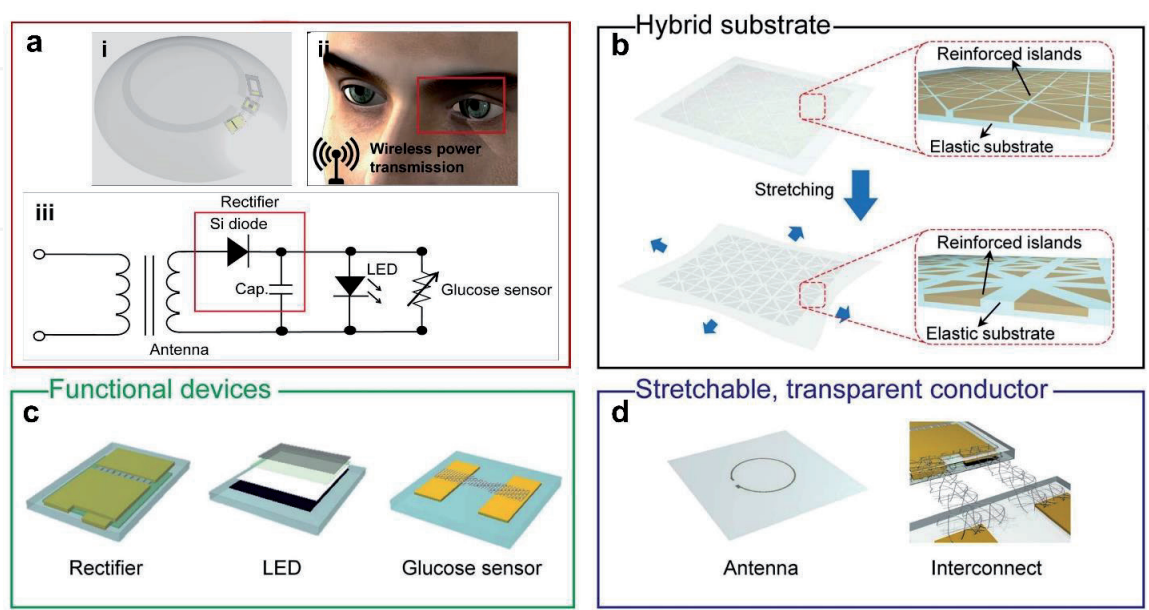 a
i
ii
Wireless power
transmission
iii
Rectifier
Si diode
Cap.
LED
Glucose sensor
Antenna
Hybrid substrate
b
Reinforced islands
Elastic substrate
Stretching
Reinforced islands
Elastic substrate
Functional devices
c
Rectifier
LED
Glucose sensor
Stretchable, transparent conductor
d
Antenna
Interconnect